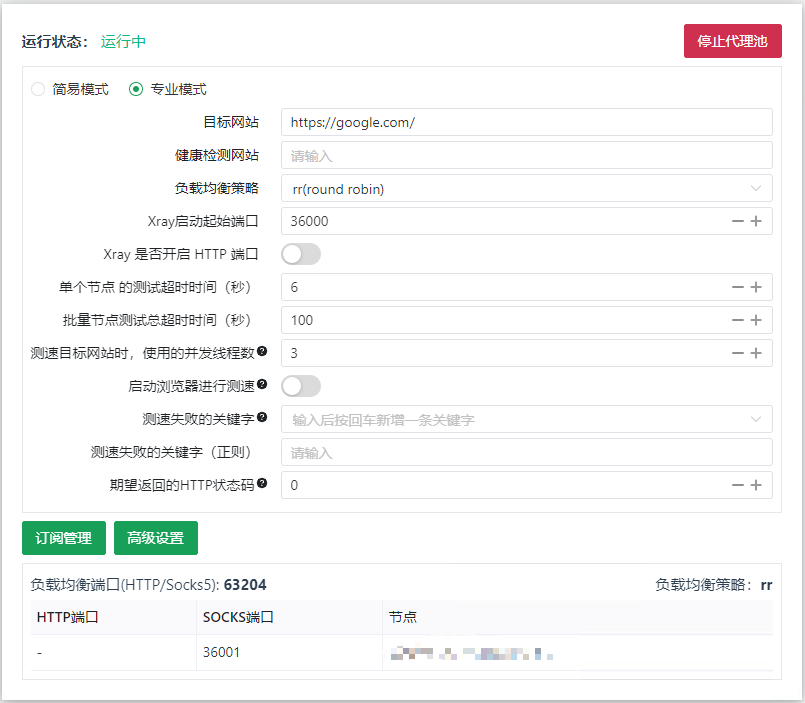 运行状态： 运行中 停止代理池
简易模式 专业模式
目标网站 https://google.com/
健康检测网站 请输入
负载均衡策略 rr(round robin)
Xray启动起始端口 36000
Xray 是否开启 HTTP 端口
单个节点 的测试超时时间（秒） 6
批量节点测试总超时时间（秒） 100
测速目标网站时，使用的并发线程数 3
启动浏览器进行测速
测速失败的关键字 输入后按回车新增一条关键字
测速失败的关键字（正则） 请输入
期望返回的HTTP状态码 0
订阅管理 高级设置
负载均衡端口(HTTP/Socks5): 63204 负载均衡策略：rr
HTTP端口 SOCKS端口 节点
- 36001